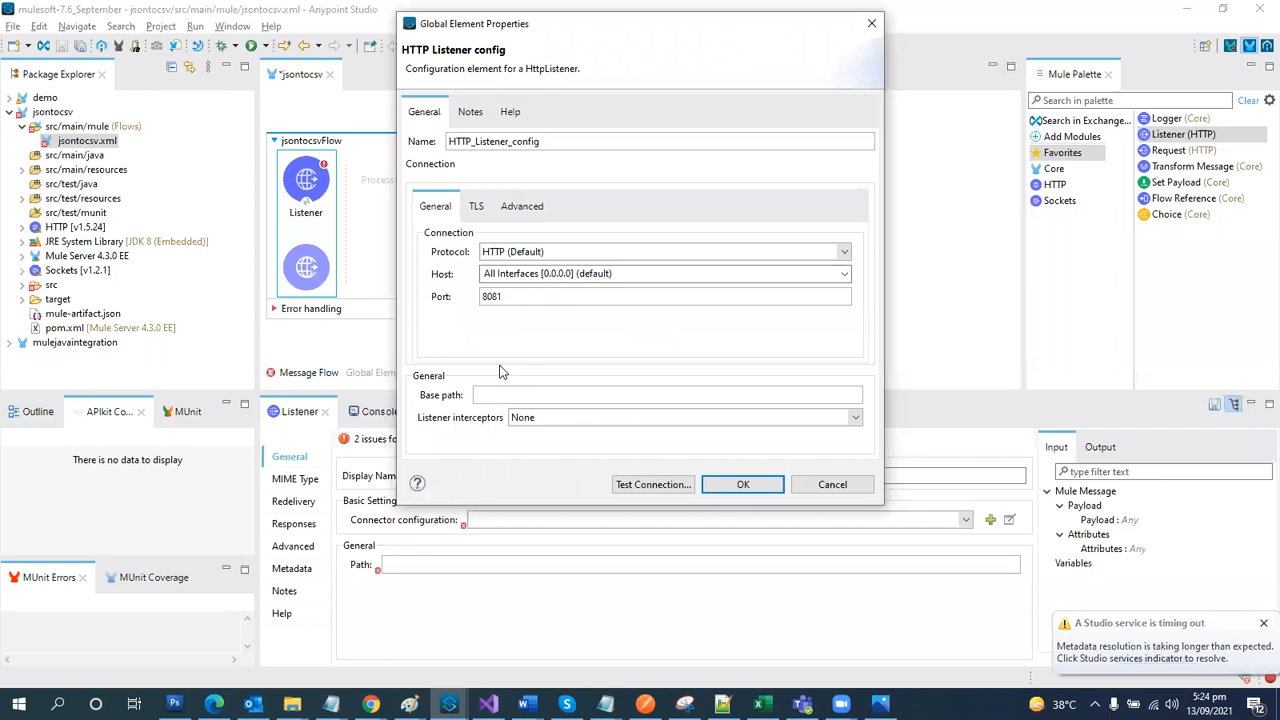 mulesoft-7.6_September - jsontocsv/src/main/mule/jsontocsv.xml - Anypoint Studio
File Edit Navigate Search Project Run Window Help
Package Explorer
demo
jsontocsv
src/main/mule (Flows)
jsontocsv.xml
src/main/java
src/main/resources
src/test/java
src/test/resources
src/test/munit
HTTP [v1.5.24]
JRE System Library [JDK 8 (Embedded)]
Mule Server 4.3.0 EE
Sockets [v1.2.1]
src
target
mule-artifact.json
pom.xml [Mule Server 4.3.0 EE]
mulejavaintegration
*jsontocsv
jsontocsvFlow
Listener
Process
Error handling
Message Flow Global Elem
Global Element Properties
HTTP Listener config
Configuration element for a HttpListener.
General Notes Help
Name: HTTP_Listener_config
Connection
General TLS Advanced
Connection
Protocol: HTTP (Default)
Host: All Interfaces [0.0.0.0] (default)
Port: 8081
General
Base path:
Listener interceptors None
Test Connection... OK Cancel
Mule Palette
Search in palette Clear
Search in Exchange...
Add Modules
Favorites
Core
HTTP
Sockets
Logger (Core)
Listener (HTTP)
Request (HTTP)
Transform Message (Core)
Set Payload (Core)
Flow Reference (Core)
Choice (Core)
Outline APIkit Co... MUnit
There is no data to display
MUnit Errors MUnit Coverage
Listener Console
2 issues fo
General
MIME Type
Redelivery
Responses
Advanced
Metadata
Notes
Help
Display Nam
Basic Setting
Connector configuration:
General
Path:
Input Output
type filter text
Mule Message
Payload
Payload : Any
Attributes
Attributes : Any
Variables
A Studio service is timing out
Metadata resolution is taking longer than expected.
Click Studio services indicator to resolve.
38°C
5:24 pm
13/09/2021
12